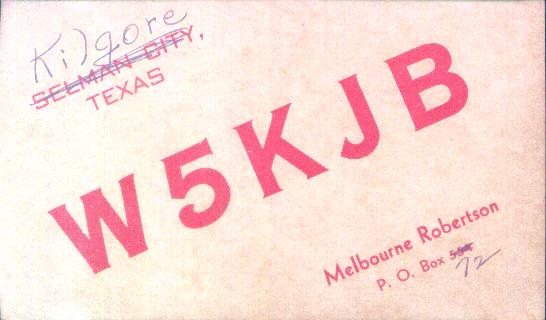 Kilgore
SELMAN CITY,
TEXAS
W5KJB
Melbourne Robertson
P. O. Box
72